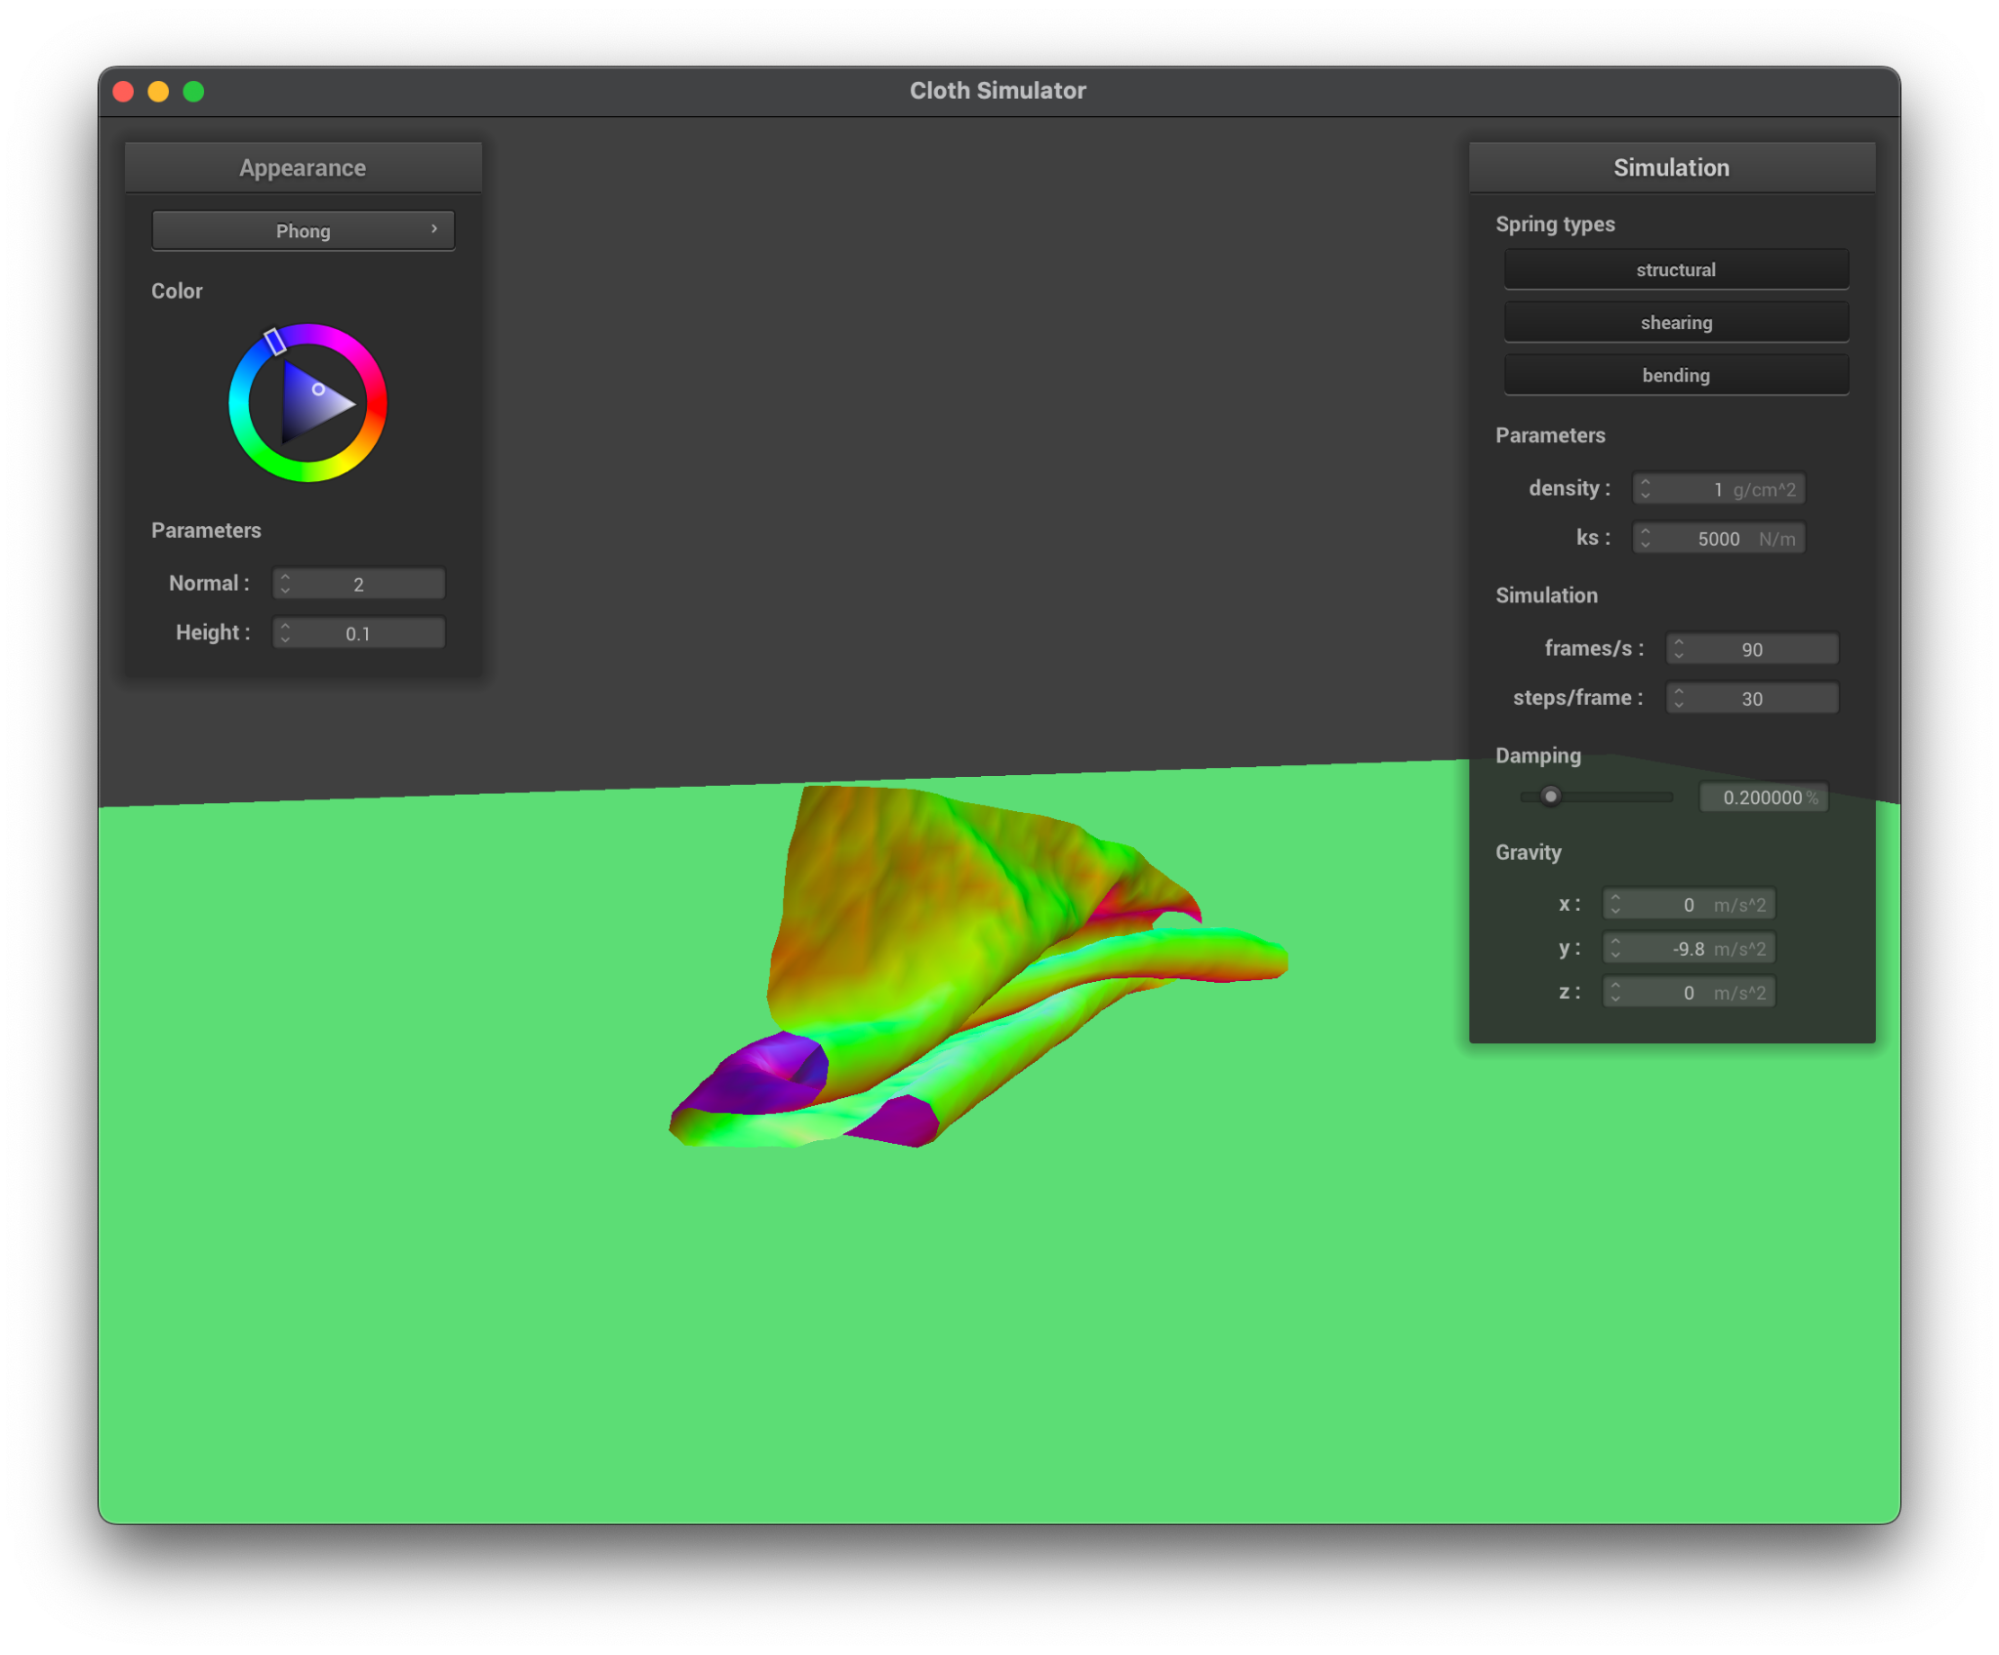 Cloth Simulator
Appearance
Phong
Color
Parameters
Normal : 2
Height : 0.1
Simulation
Spring types
structural
shearing
bending
Parameters
density : 1 g/cm^2
ks : 5000 N/m
Simulation
frames/s : 90
steps/frame : 30
Damping
0.200000 %
Gravity
x : 0 m/s^2
y : -9.8 m/s^2
z : 0 m/s^2